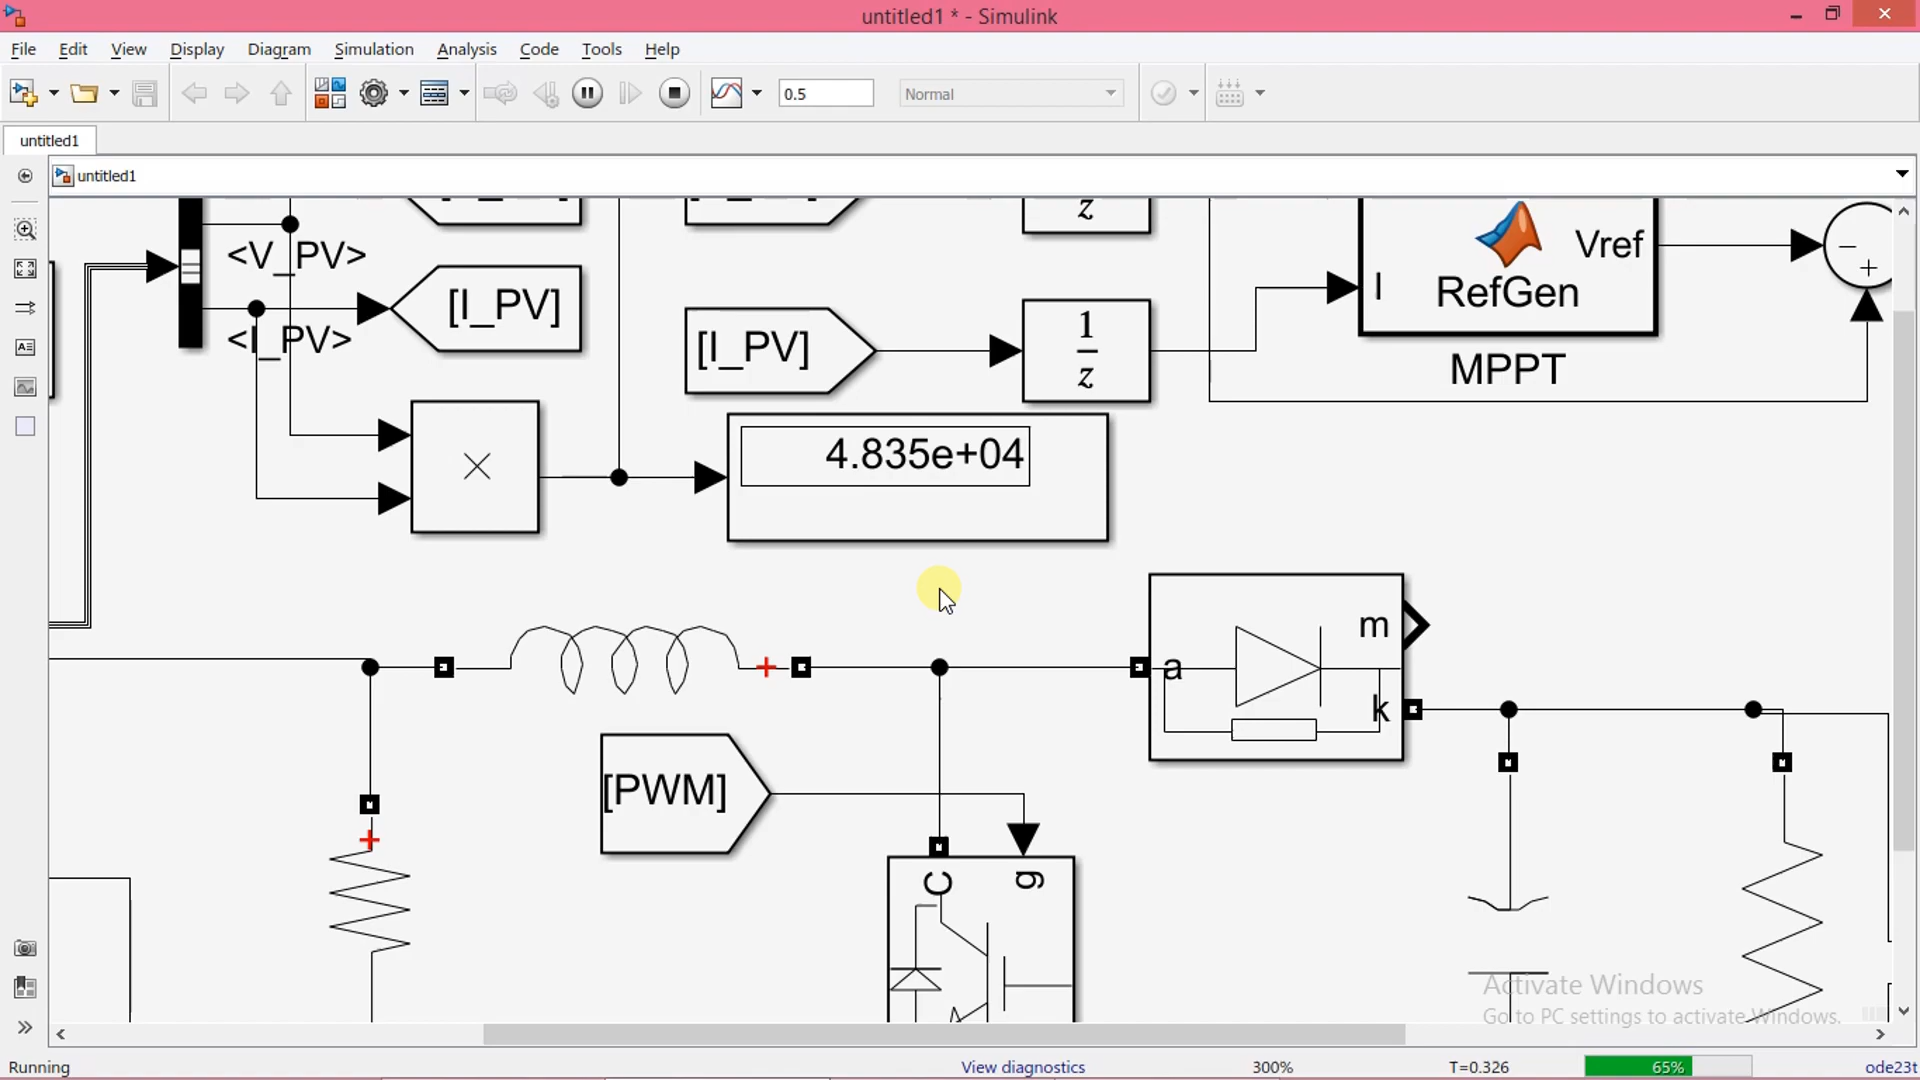 untitled1 * - Simulink
File Edit View Display Diagram Simulation Analysis Code Tools Help
0.5 Normal
untitled1
untitled1
<V_PV>
[I_PV]
<I_PV>
[I_PV]
1
z
z
I
Vref
RefGen
MPPT
−
+
×
4.835e+04
+
a
m
k
[PWM]
+
C
g
Activate Windows
Go to PC settings to activate Windows.
Running View diagnostics 300% T=0.326 65% ode23t